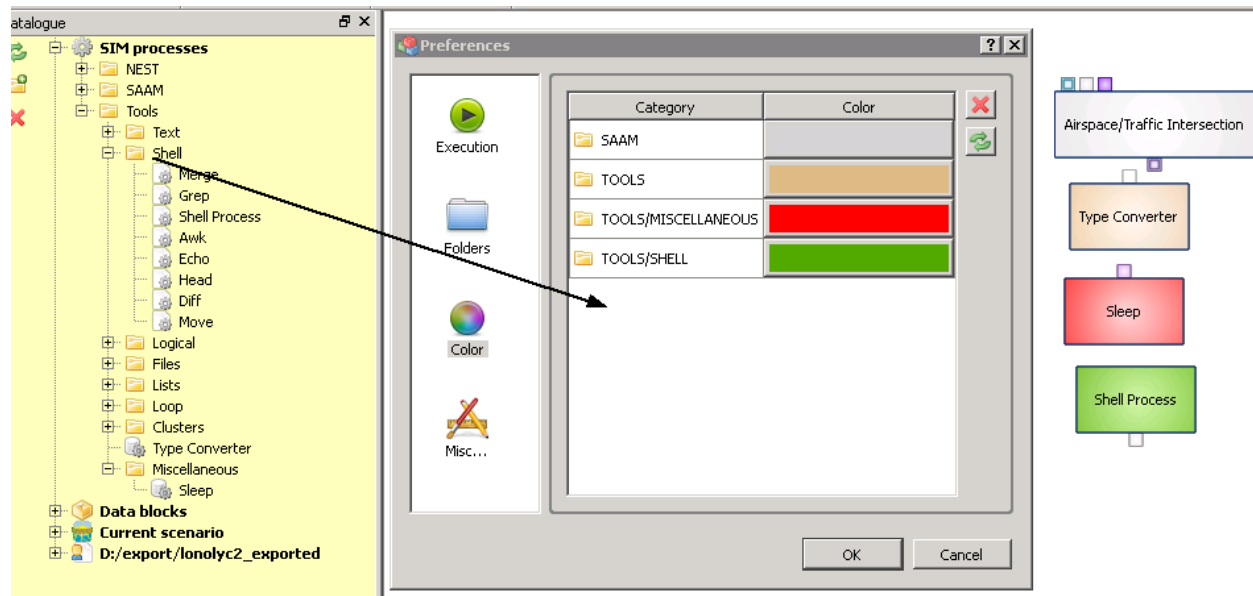 atalogue
SIM processes
NEST
SAAM
Tools
Text
Shell
Merge
Grep
Shell Process
Awk
Echo
Head
Diff
Move
Logical
Files
Lists
Loop
Clusters
Type Converter
Miscellaneous
Sleep
Data blocks
Current scenario
D:/export/lonolyc2_exported
Preferences
Execution
Folders
Color
Misc...
Category Color
SAAM
TOOLS
TOOLS/MISCELLANEOUS
TOOLS/SHELL
OK Cancel
Airspace/Traffic Intersection
Type Converter
Sleep
Shell Process